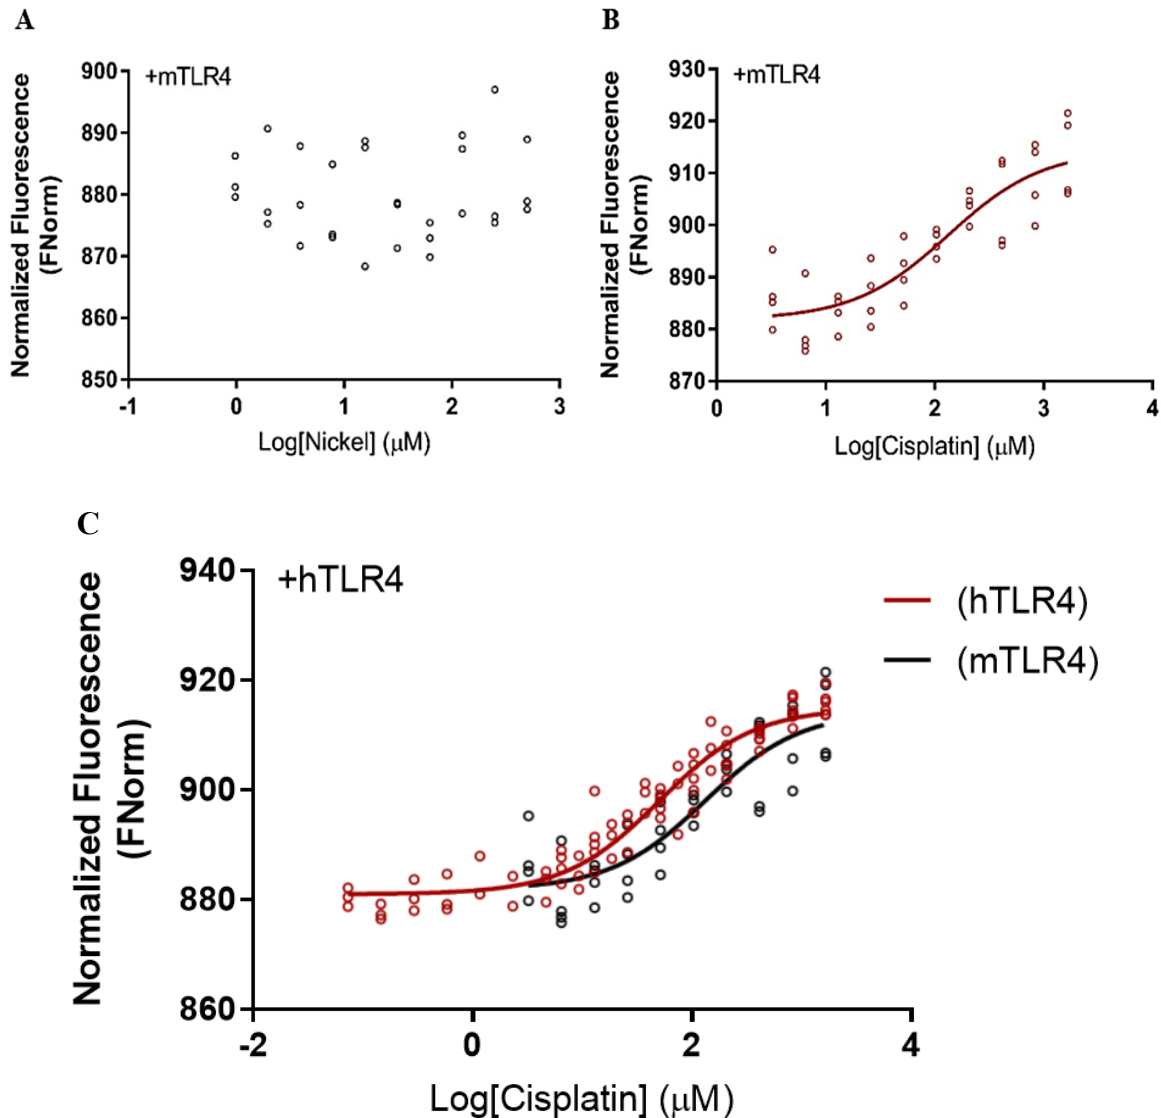 A
+mTLR4
Normalized Fluorescence
(FNorm)
900
890
880
870
860
850
-1
0
1
2
3
Log[Nickel] (µM)
B
+mTLR4
Normalized Fluorescence
(FNorm)
930
920
910
900
890
880
870
0
1
2
3
4
Log[Cisplatin] (µM)
C
+hTLR4
Normalized Fluorescence
(FNorm)
940
920
900
880
860
-2
0
2
4
Log[Cisplatin] (µM)
(hTLR4)
(mTLR4)